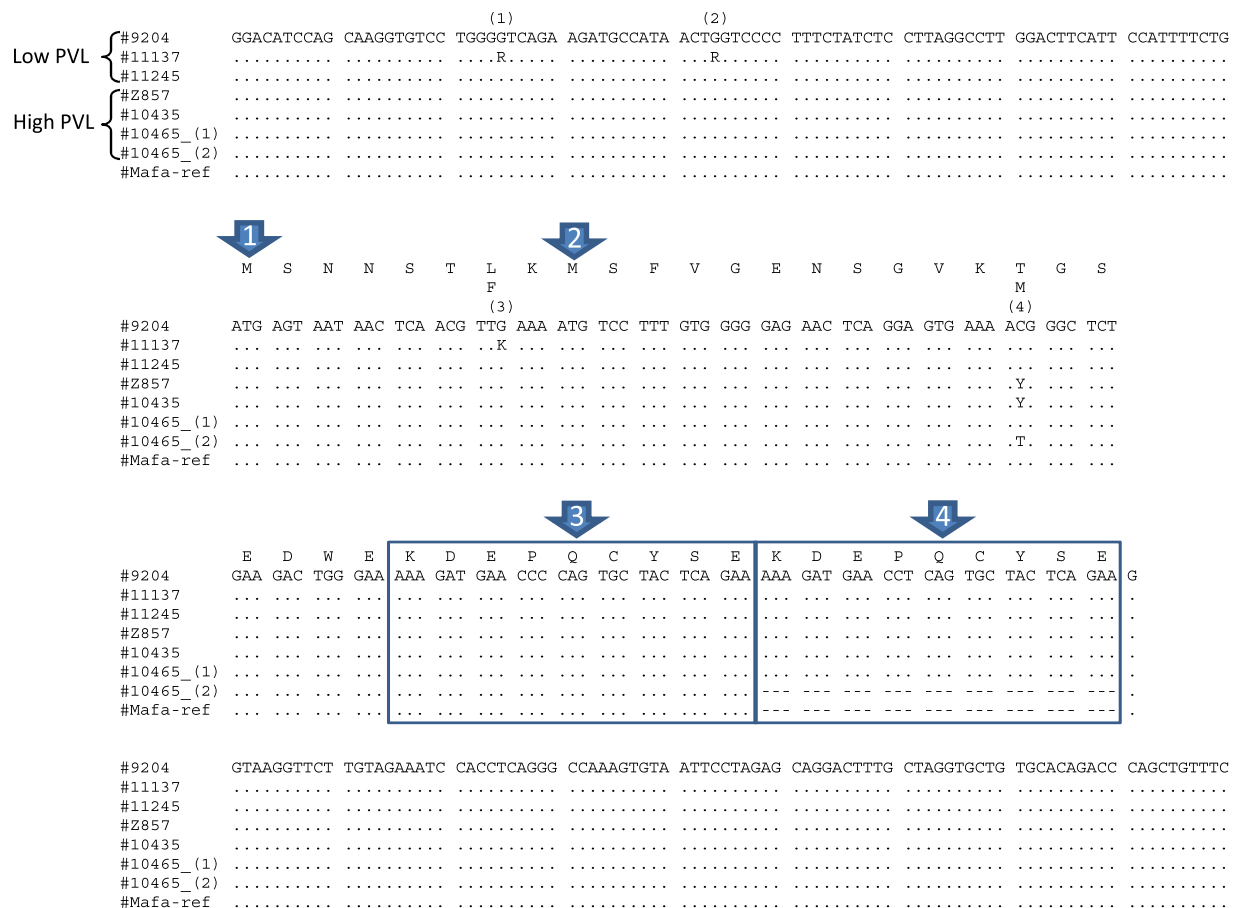 (1) (2)
#9204 GGACATCCAG CAAGGTGTCC TGGGGTCAGA AGATGCCATA ACTGGTCCCC TTTCTATCTC CTTAGGCCTT GGACTTCATT CCATTTTCTG
Low PVL
#11137 .......... .......... ....R..... .......... ...R...... .......... .......... .......... ..........
#11245 .......... .......... .......... .......... .......... .......... .......... .......... ..........
#Z857 .......... .......... .......... .......... .......... .......... .......... .......... ..........
High PVL
#10435 .......... .......... .......... .......... .......... .......... .......... .......... ..........
#10465_(1) .......... .......... .......... .......... .......... .......... .......... .......... ..........
#10465_(2) .......... .......... .......... .......... .......... .......... .......... .......... ..........
#Mafa-ref .......... .......... .......... .......... .......... .......... .......... .......... ..........
1 2
M S N N S T L K M S F V G E N S G V K T G S
F M
(3) (4)
#9204 ATG AGT AAT AAC TCA ACG TTG AAA ATG TCC TTT GTG GGG GAG AAC TCA GGA GTG AAA ACG GGC TCT
#11137 ... ... ... ... ... ... ..K ... ... ... ... ... ... ... ... ... ... ... ... ... ... ...
#11245 ... ... ... ... ... ... ... ... ... ... ... ... ... ... ... ... ... ... ... ... ... ...
#Z857 ... ... ... ... ... ... ... ... ... ... ... ... ... ... ... ... ... ... ... .Y. ... ...
#10435 ... ... ... ... ... ... ... ... ... ... ... ... ... ... ... ... ... ... ... .Y. ... ...
#10465_(1) ... ... ... ... ... ... ... ... ... ... ... ... ... ... ... ... ... ... ... ... ... ...
#10465_(2) ... ... ... ... ... ... ... ... ... ... ... ... ... ... ... ... ... ... ... .T. ... ...
#Mafa-ref ... ... ... ... ... ... ... ... ... ... ... ... ... ... ... ... ... ... ... ... ... ...
3 4
E D W E K D E P Q C Y S E K D E P Q C Y S E
#9204 GAA GAC TGG GAA AAA GAT GAA CCC CAG TGC TAC TCA GAA AAA GAT GAA CCT CAG TGC TAC TCA GAA G
#11137 ... ... ... ... ... ... ... ... ... ... ... ... ... ... ... ... ... ... ... ... ... ... .
#11245 ... ... ... ... ... ... ... ... ... ... ... ... ... ... ... ... ... ... ... ... ... ... .
#Z857 ... ... ... ... ... ... ... ... ... ... ... ... ... ... ... ... ... ... ... ... ... ... .
#10435 ... ... ... ... ... ... ... ... ... ... ... ... ... ... ... ... ... ... ... ... ... ... .
#10465_(1) ... ... ... ... ... ... ... ... ... ... ... ... ... ... ... ... ... ... ... ... ... ... .
#10465_(2) ... ... ... ... ... ... ... ... ... ... ... ... ... --- --- --- --- --- --- --- --- --- .
#Mafa-ref ... ... ... ... ... ... ... ... ... ... ... ... ... --- --- --- --- --- --- --- --- --- .
#9204 GTAAGGTTCT TGTAGAAATC CACCTCAGGG CCAAAGTGTA ATTCCTAGAG CAGGACTTTG CTAGGTGCTG TGCACAGACC CAGCTGTTTC
#11137 .......... .......... .......... .......... .......... .......... .......... .......... ..........
#11245 .......... .......... .......... .......... .......... .......... .......... .......... ..........
#Z857 .......... .......... .......... .......... .......... .......... .......... .......... ..........
#10435 .......... .......... .......... .......... .......... .......... .......... .......... ..........
#10465_(1) .......... .......... .......... .......... .......... .......... .......... .......... ..........
#10465_(2) .......... .......... .......... .......... .......... .......... .......... .......... ..........
#Mafa-ref .......... .......... .......... .......... .......... .......... .......... .......... ..........